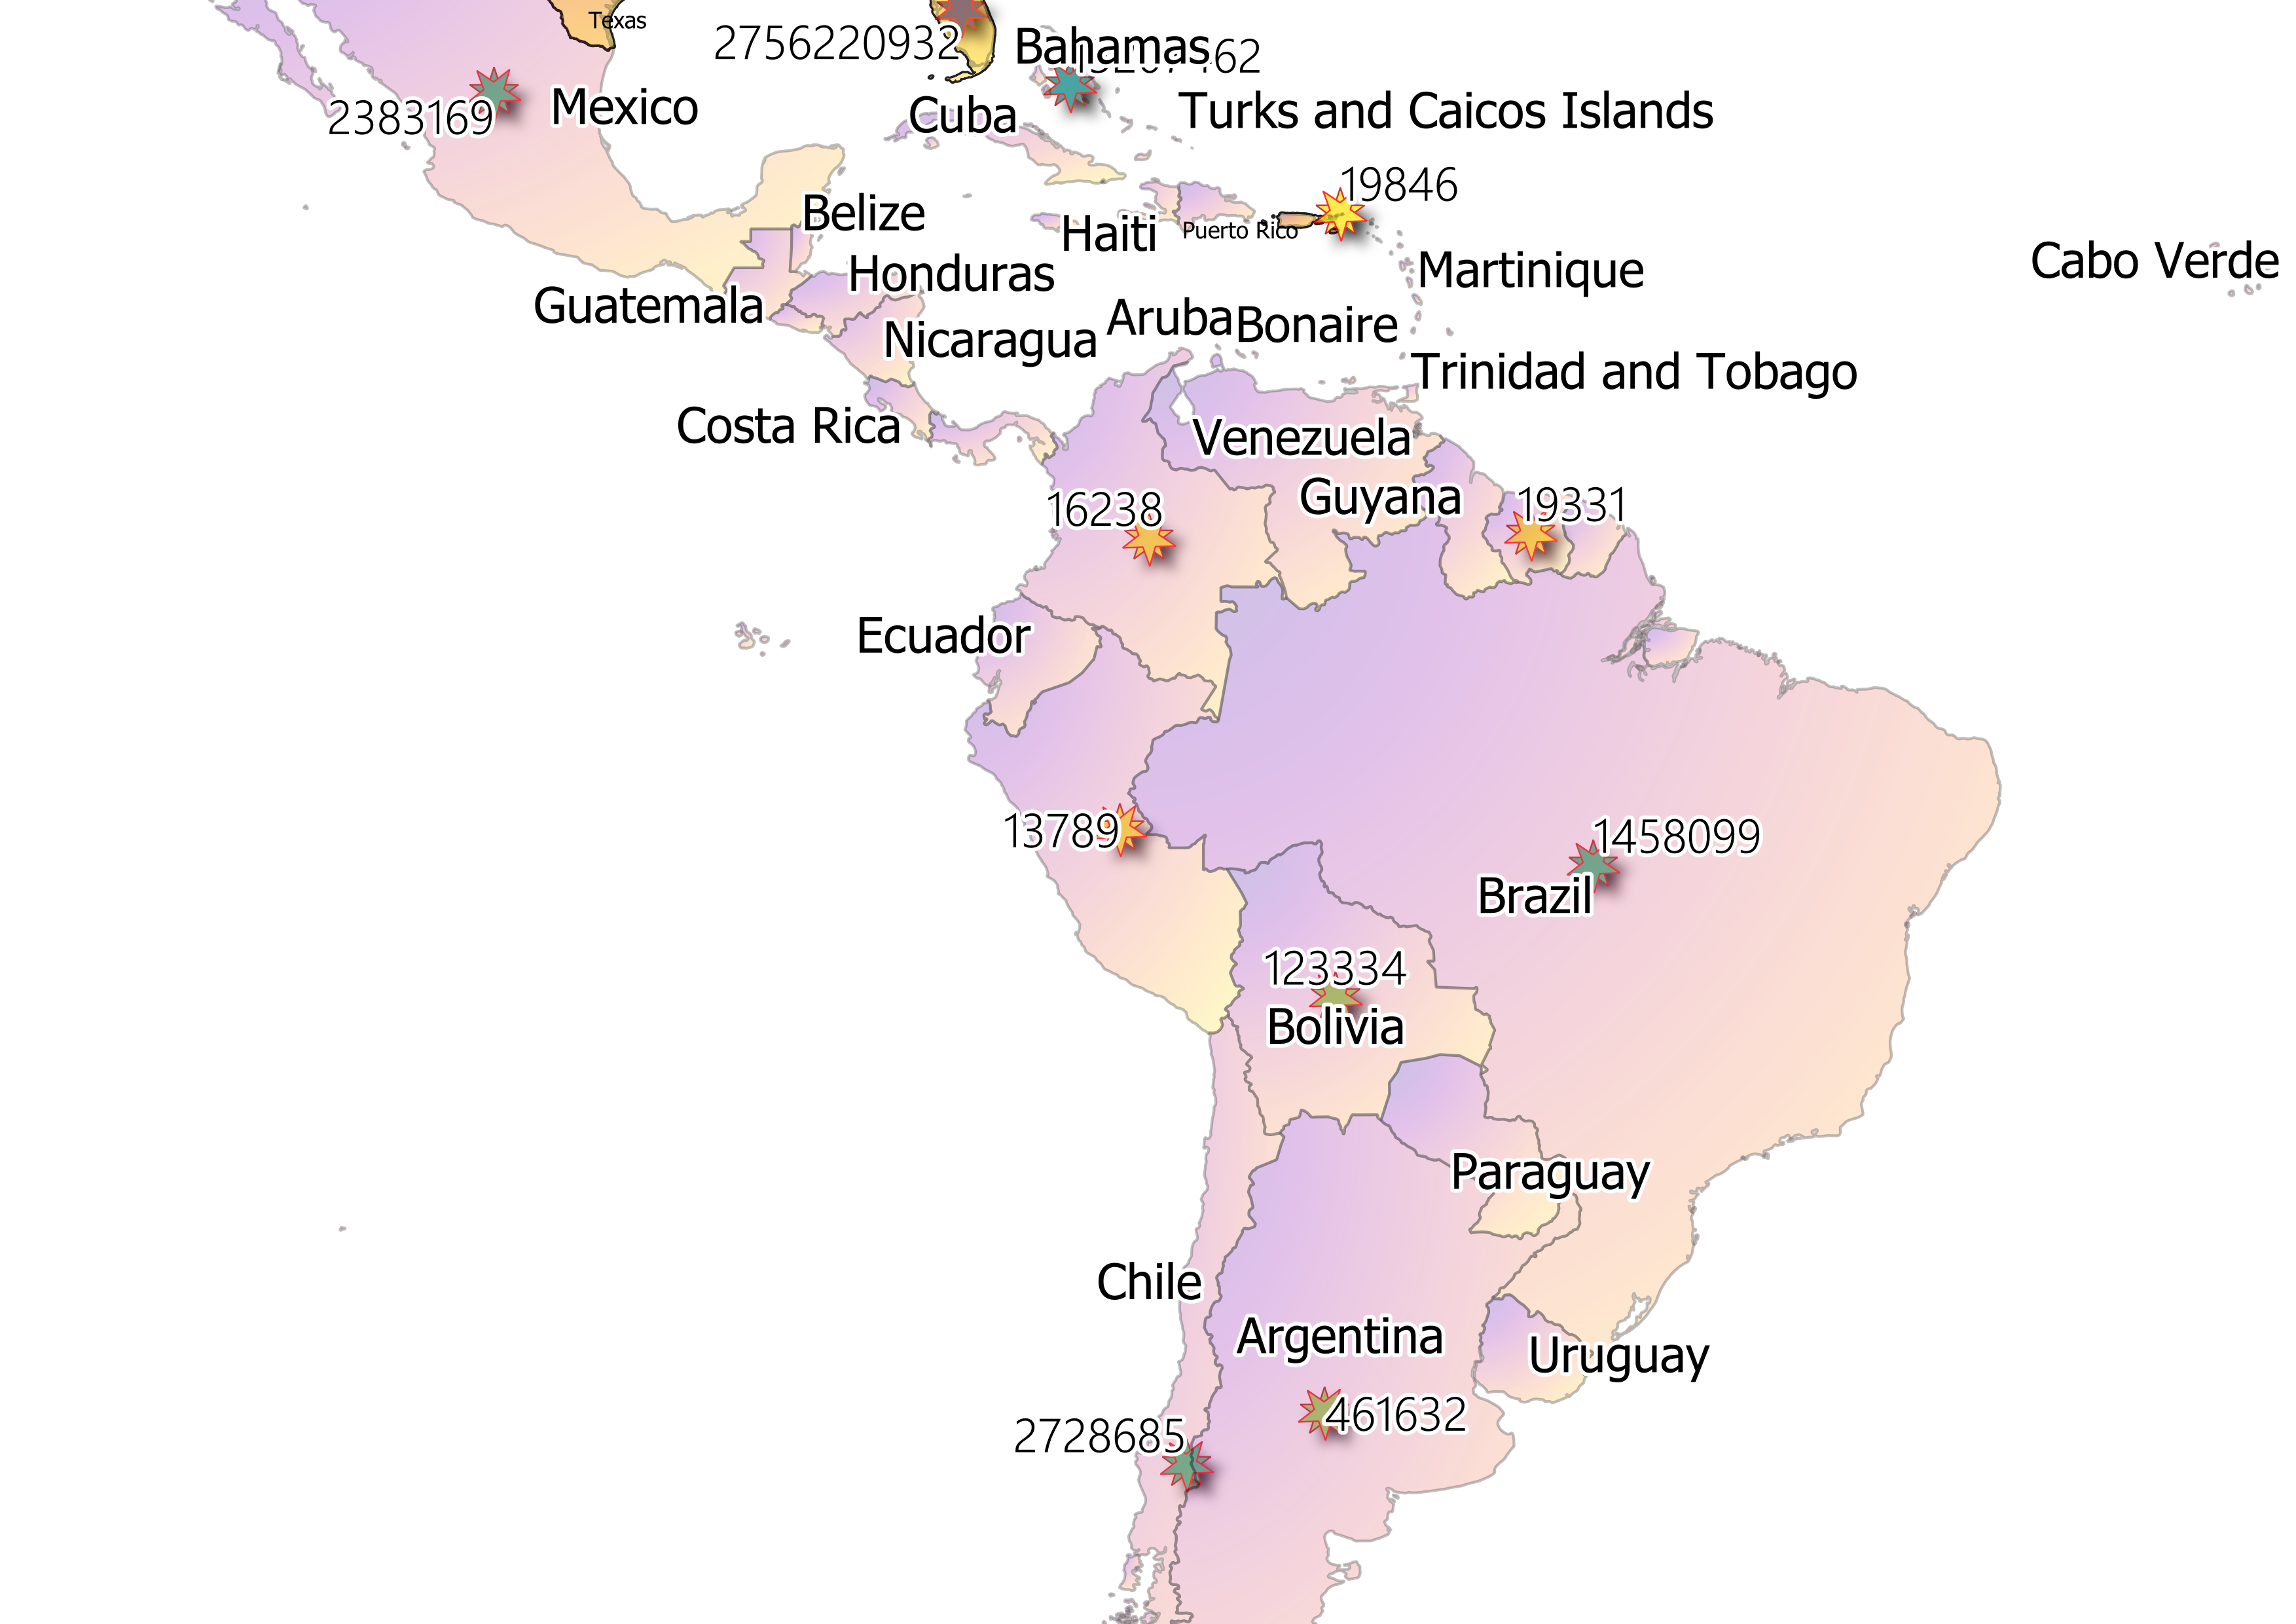 Texas
2756220932
Bahamas
2383169
Mexico
Cuba
Turks and Caicos Islands
19846
Belize
Haiti
Puerto Rico
Honduras
Martinique
Cabo Verde
Guatemala
Nicaragua
Aruba
Bonaire
Trinidad and Tobago
Costa Rica
Venezuela
Guyana
16238
19331
Ecuador
13789
1458099
Brazil
123334
Bolivia
Paraguay
Chile
Argentina
Uruguay
461632
2728685